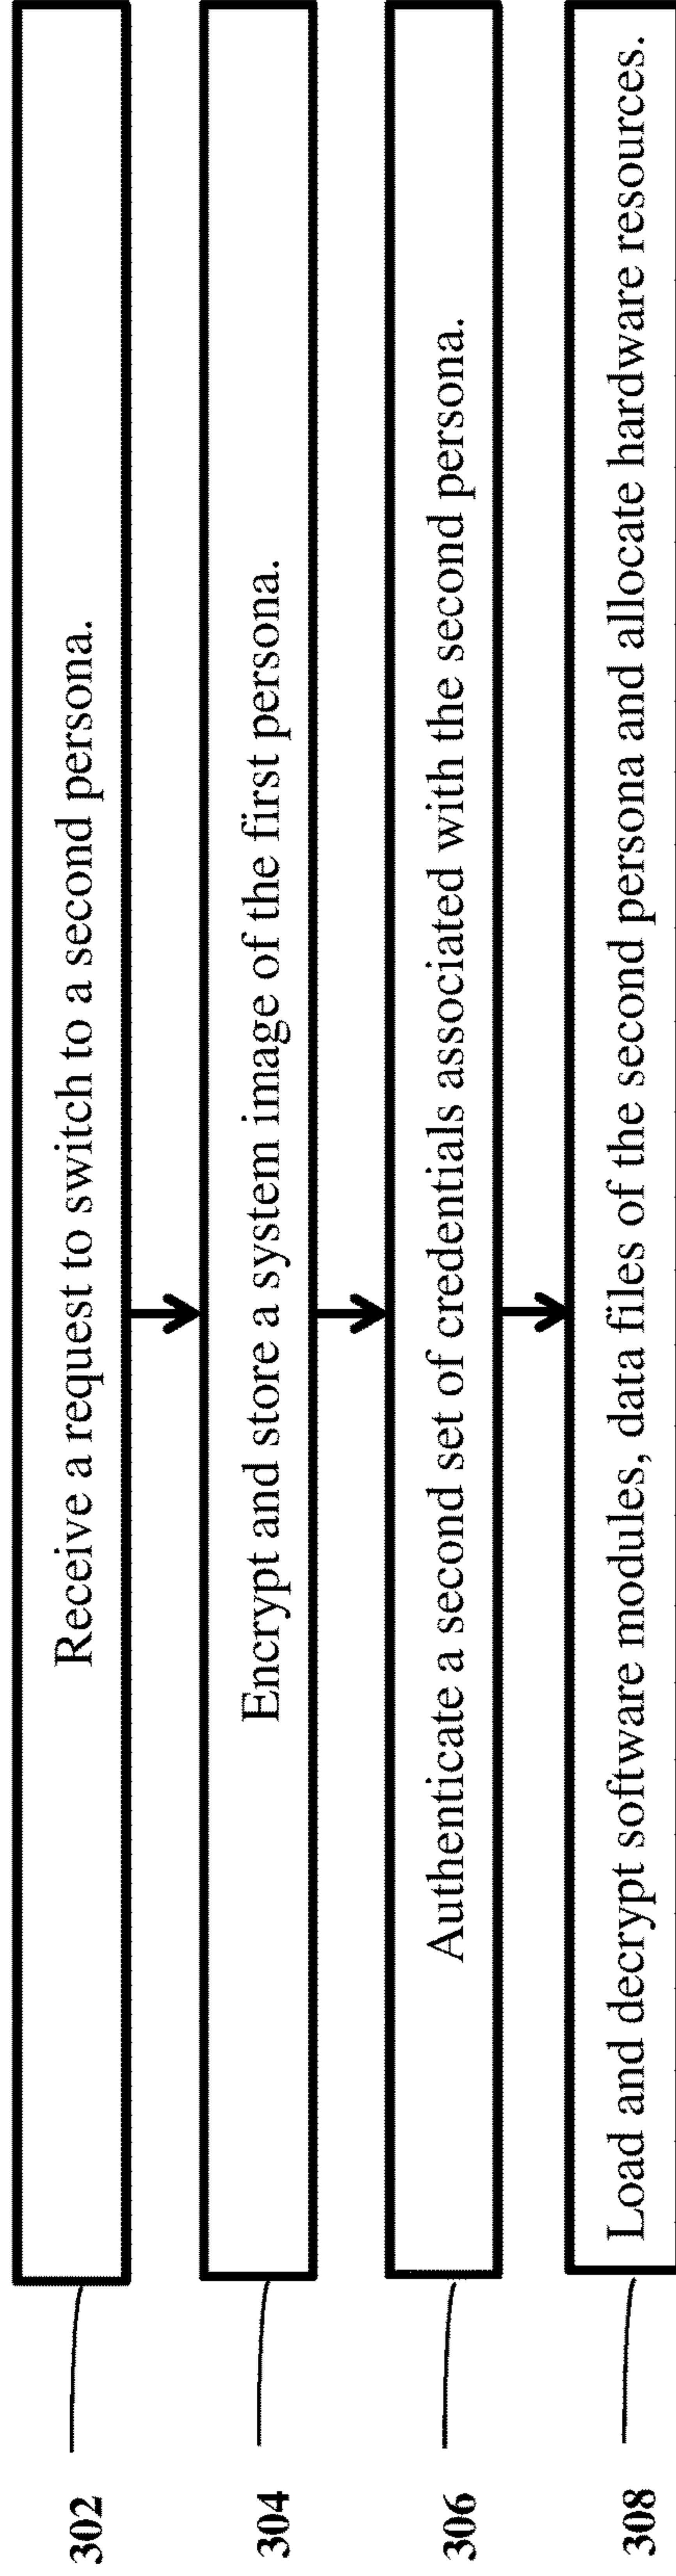 302
Receive a request to switch to a second persona.
304
Encrypt and store a system image of the first persona.
306
Authenticate a second set of credentials associated with the second persona.
308
Load and decrypt software modules, data files of the second persona and allocate hardware resources.